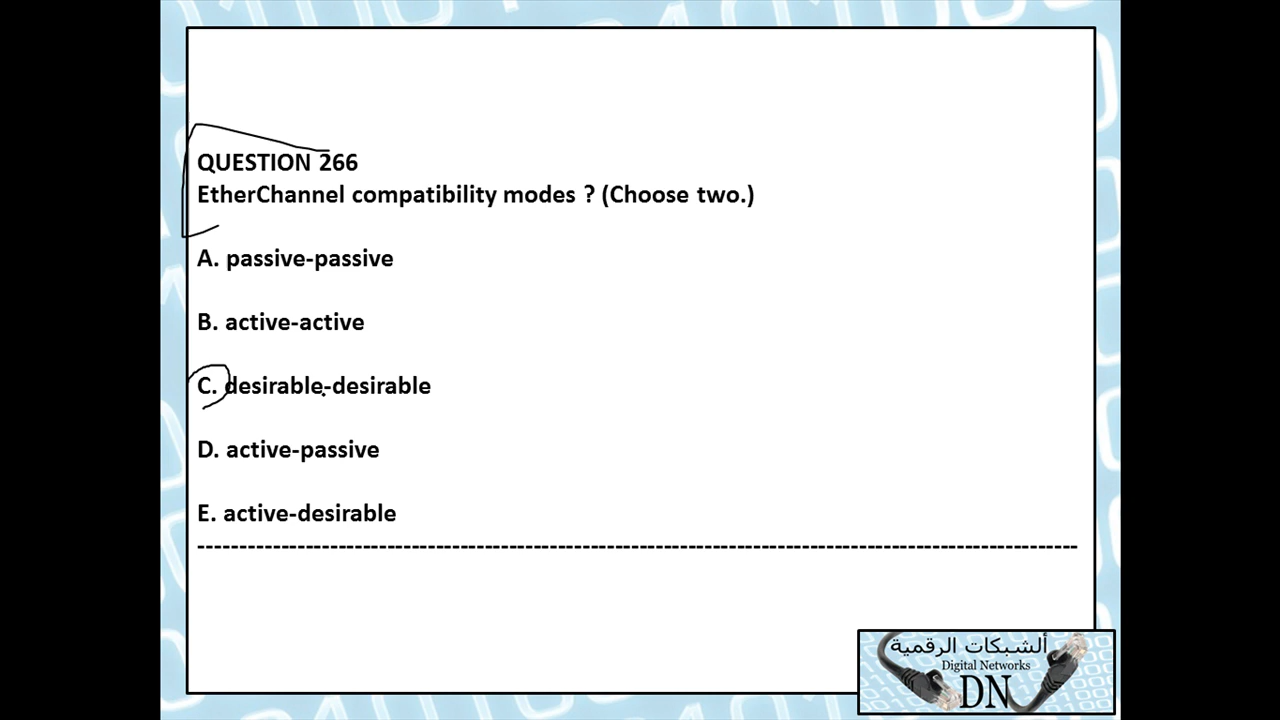 QUESTION 266
EtherChannel compatibility modes ? (Choose two.)
A. passive-passive
B. active-active
C. desirable-desirable
D. active-passive
E. active-desirable
ألشبكات الرقمية
Digital Networks
DN